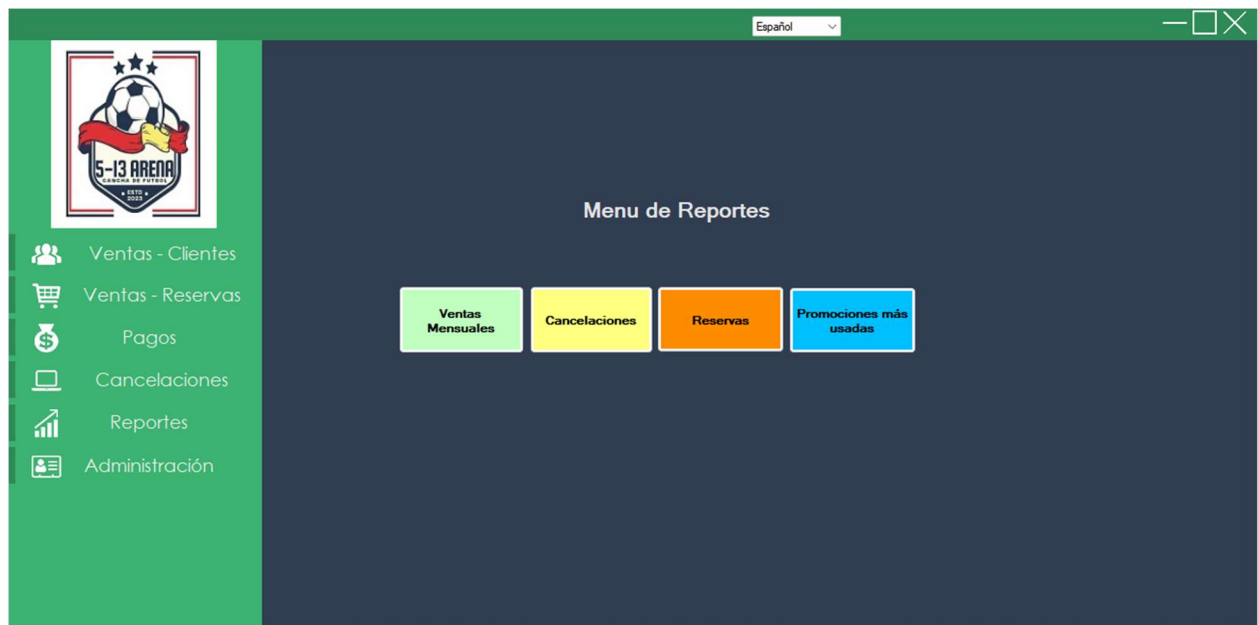 Español
5-13 ARENA
CANCHA DE FUTBOL
ESTD
2023
Ventas - Clientes
Ventas - Reservas
Pagos
Cancelaciones
Reportes
Administración
Menu de Reportes
Ventas
Mensuales
Cancelaciones
Reservas
Promociones más
usadas